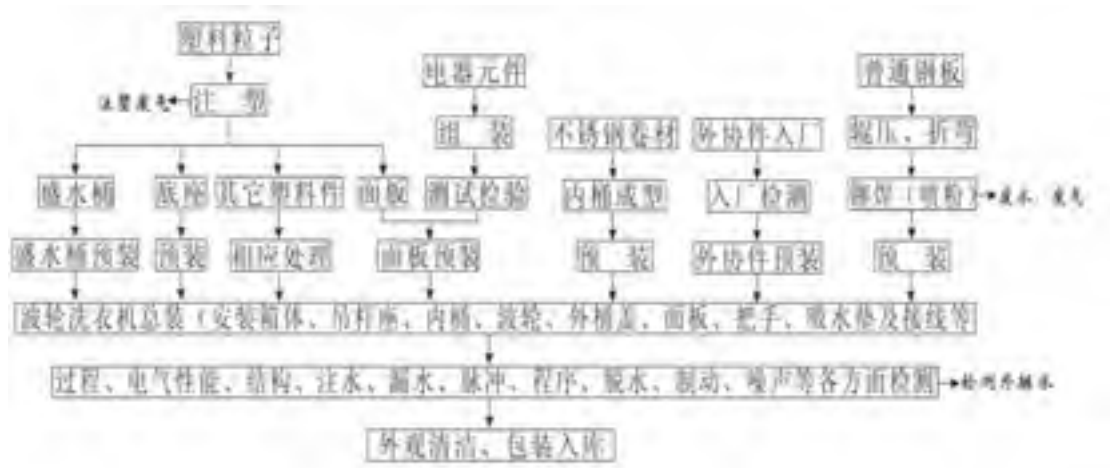 塑料粒子
电器元件
普通钢板
注塑废气
注 塑
组 装
不锈钢卷材
外协件入厂
辊压、折弯
盛水桶
底座
其它塑料件
面板
测试检验
内桶成型
入厂检测
铆焊(喷粉)
废水、废气
盛水桶预装
预装
相应处理
面板预装
预 装
外协件预装
预 装
波轮洗衣机总装(安装箱体、吊杆座、内桶、波轮、外桶盖、面板、把手、吸水垫及接线等
过程、电气性能、结构、注水、漏水、脉冲、程序、脱水、制动、噪声等各方面检测
外观清洁、包装入库